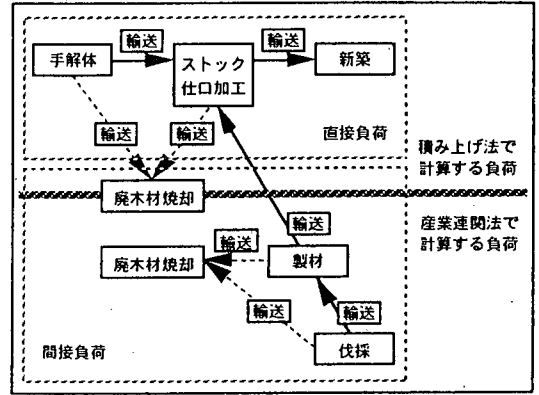 輸送
輸送
手解体
ストック
仕口加工
新築
輸送
輸送
直接負荷
積み上げ法で
計算する負荷
廃木材焼却
産業連関法で
計算する負荷
輸送
輸送
廃木材焼却
製材
輸送
輸送
伐採
間接負荷